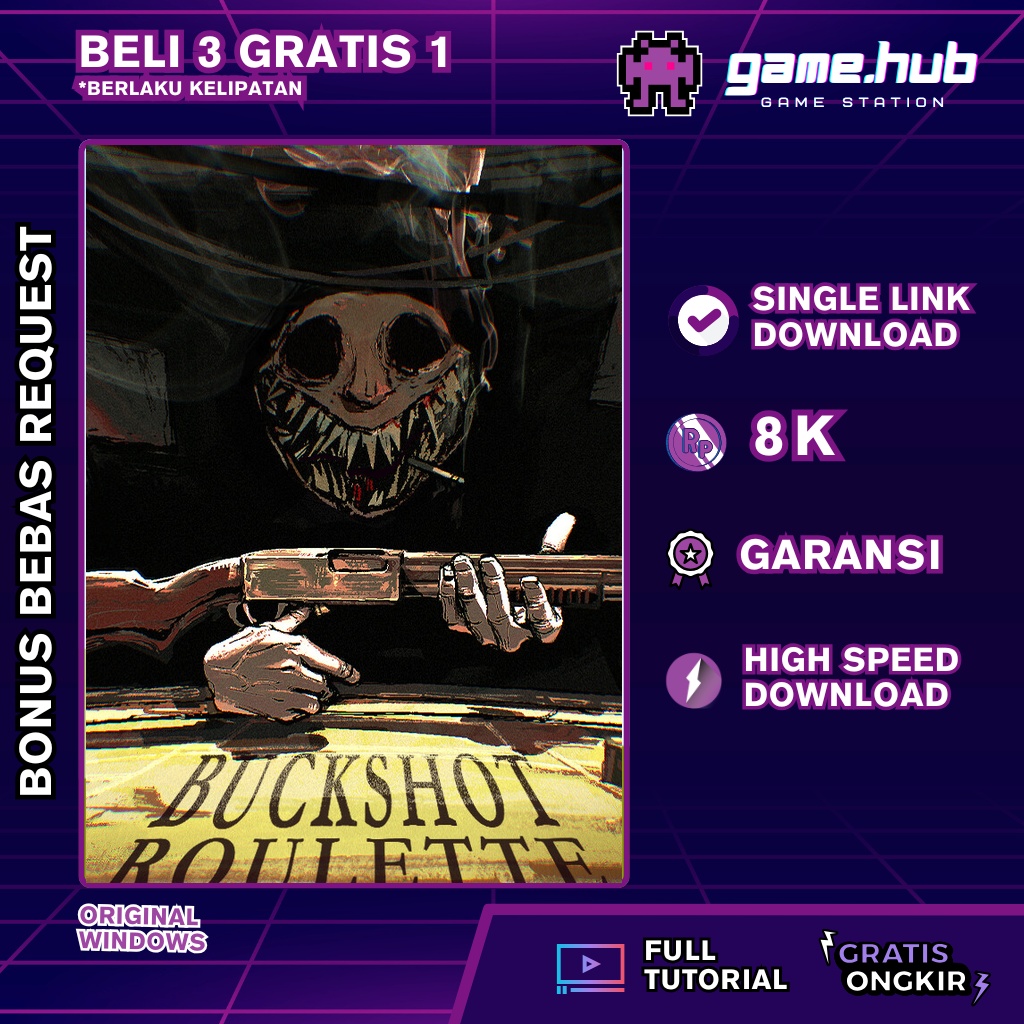 BELI 3 GRATIS 1
*BERLAKU KELIPATAN
game.hub
GAME STATION
BONUS BEBAS REQUEST
SINGLE LINK
DOWNLOAD
Rp
8K
GARANSI
HIGH SPEED
DOWNLOAD
BUCKSHOT
ROULETTE
ORIGINAL
WINDOWS
FULL
TUTORIAL
GRATIS
ONGKIR